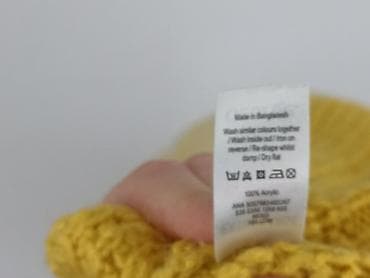 Made in Bangladesh
Wash similar colours together
/ Wash inside out / Iron on
reverse / Re-shape whilst
damp / Dry flat
100% Acrylic